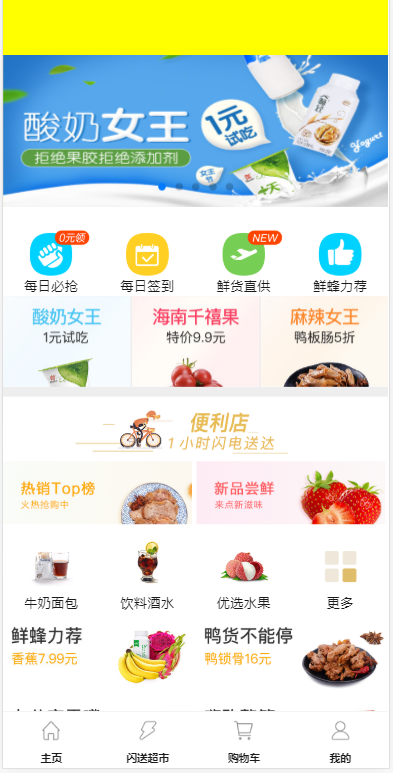 酸奶女王
1元
试吃
拒绝果胶拒绝添加剂
女王节
Yogurt
0元领
NEW
每日必抢
每日签到
鲜货直供
鲜蜂力荐
酸奶女王
海南千禧果
麻辣女王
1元试吃
特价9.9元
鸭板肠5折
便利店
1小时闪电送达
热销Top榜
新品尝鲜
火热抢购中
来点新滋味
牛奶面包
饮料酒水
优选水果
更多
鲜蜂力荐
鸭货不能停
香蕉7.99元
鸭锁骨16元
主页
闪送超市
购物车
我的